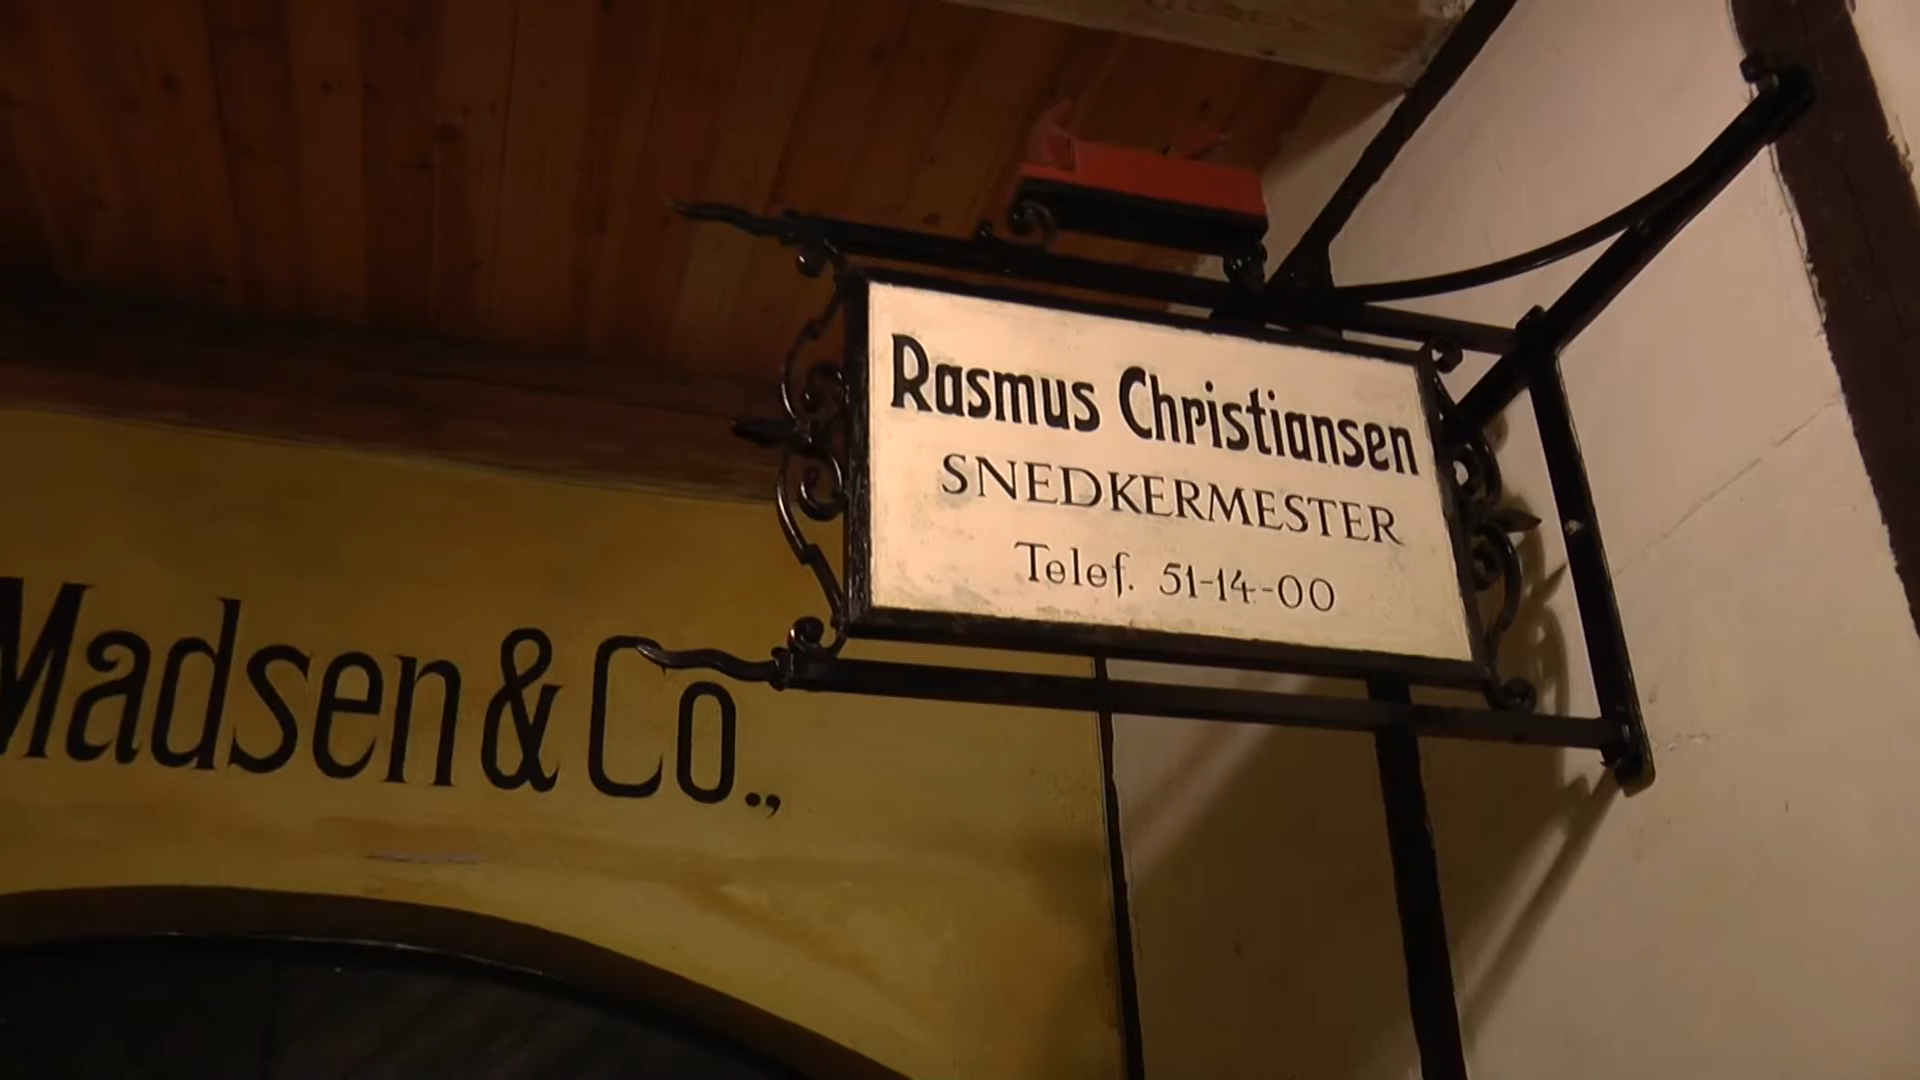 Rasmus Christiansen
SNEDKERMESTER
Telef. 51-14-00
Madsen & Co.,